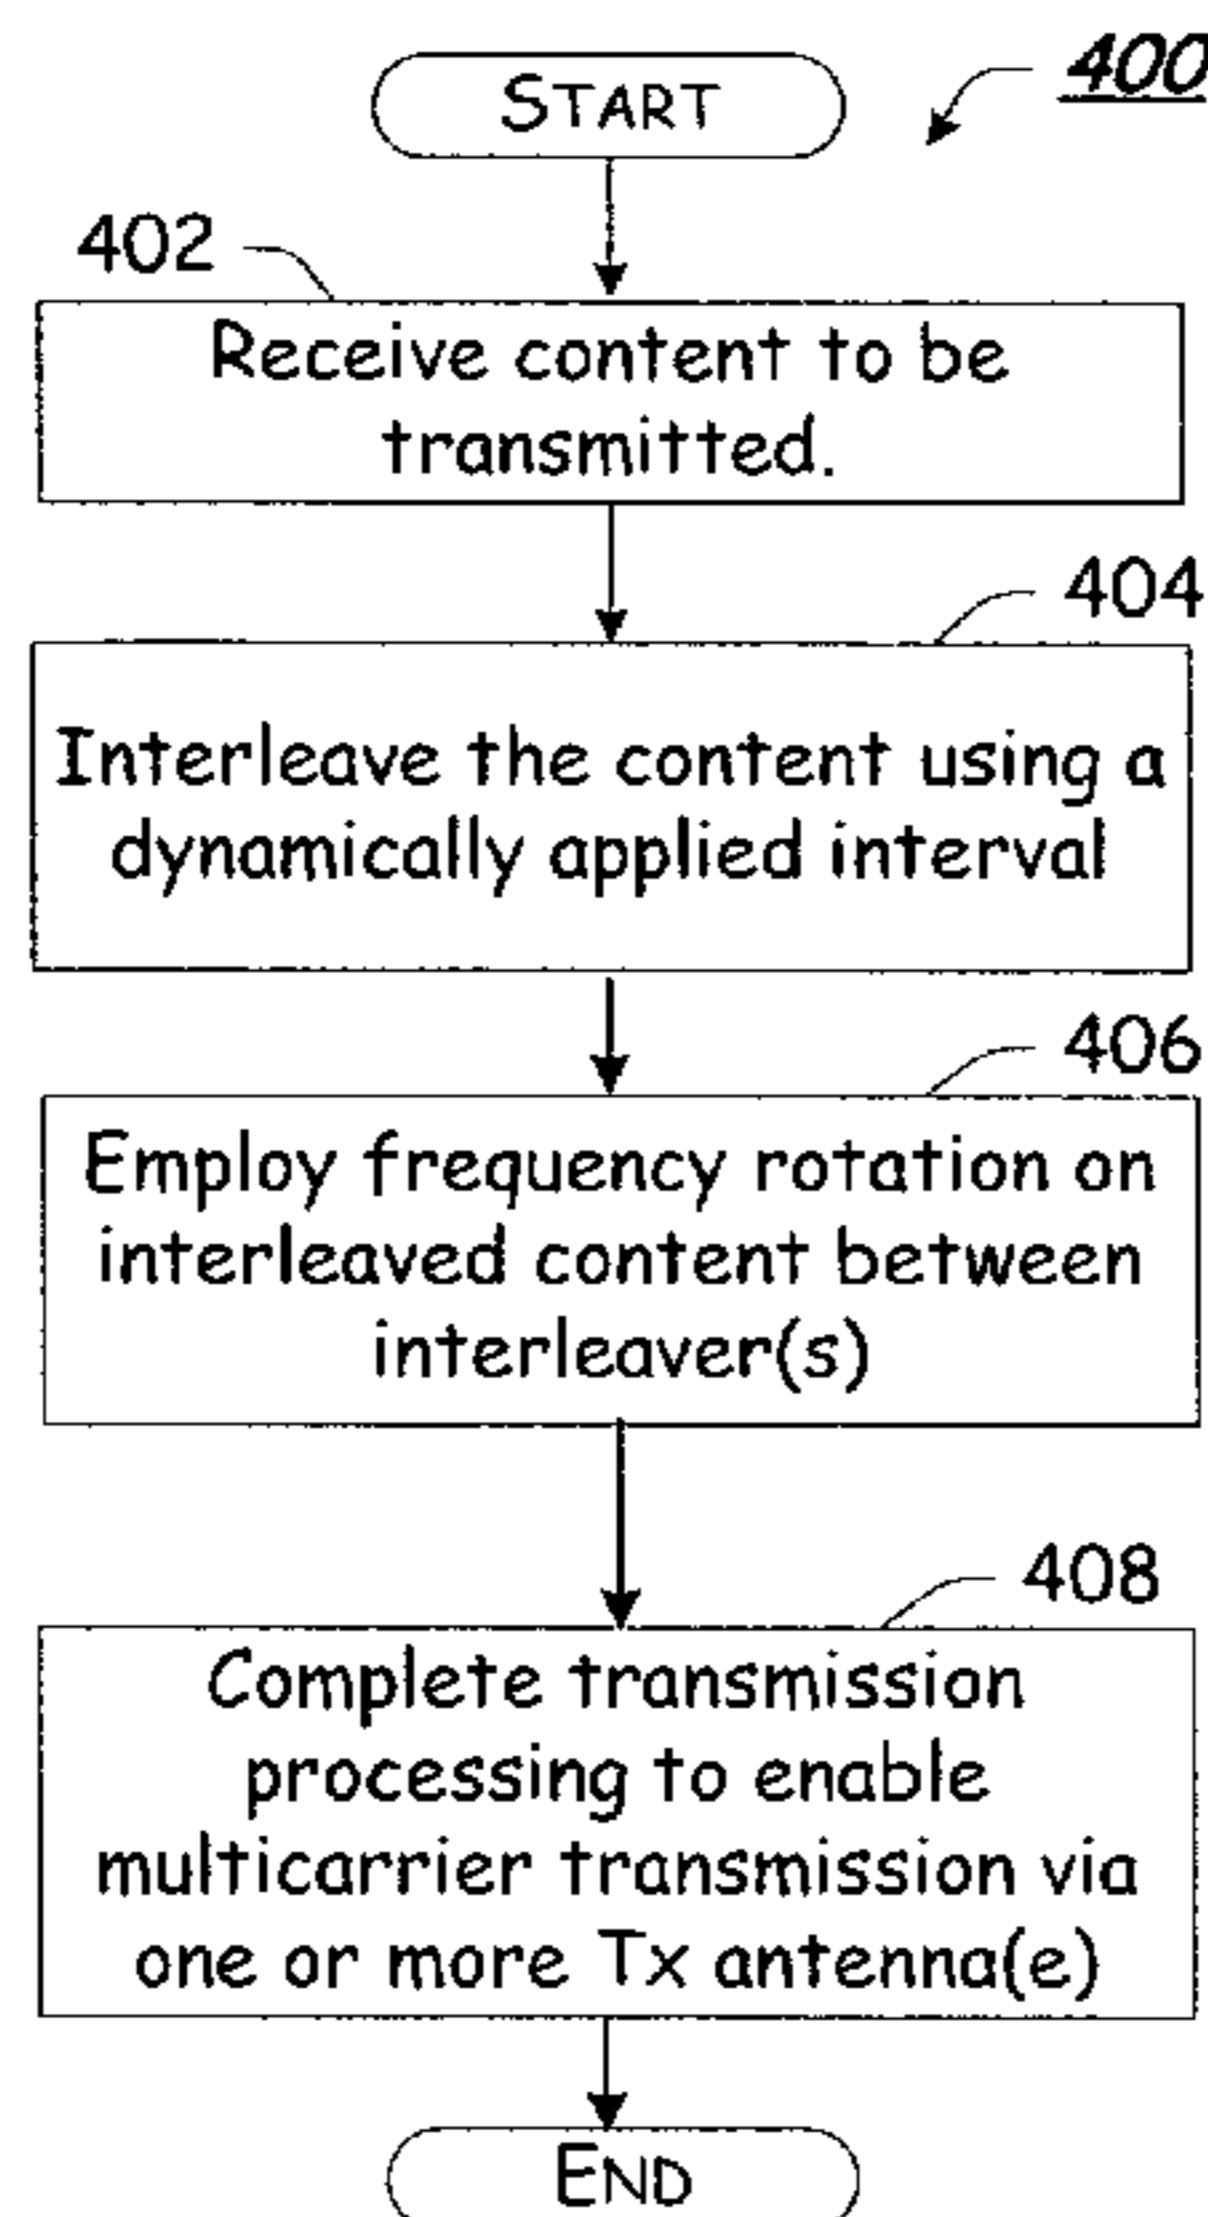 400
START
402
Receive content to be
transmitted.
404
Interleave the content using a
dynamically applied interval
406
Employ frequency rotation on
interleaved content between
interleaver(s)
408
Complete transmission
processing to enable
multicarrier transmission via
one or more Tx antenna(e)
END